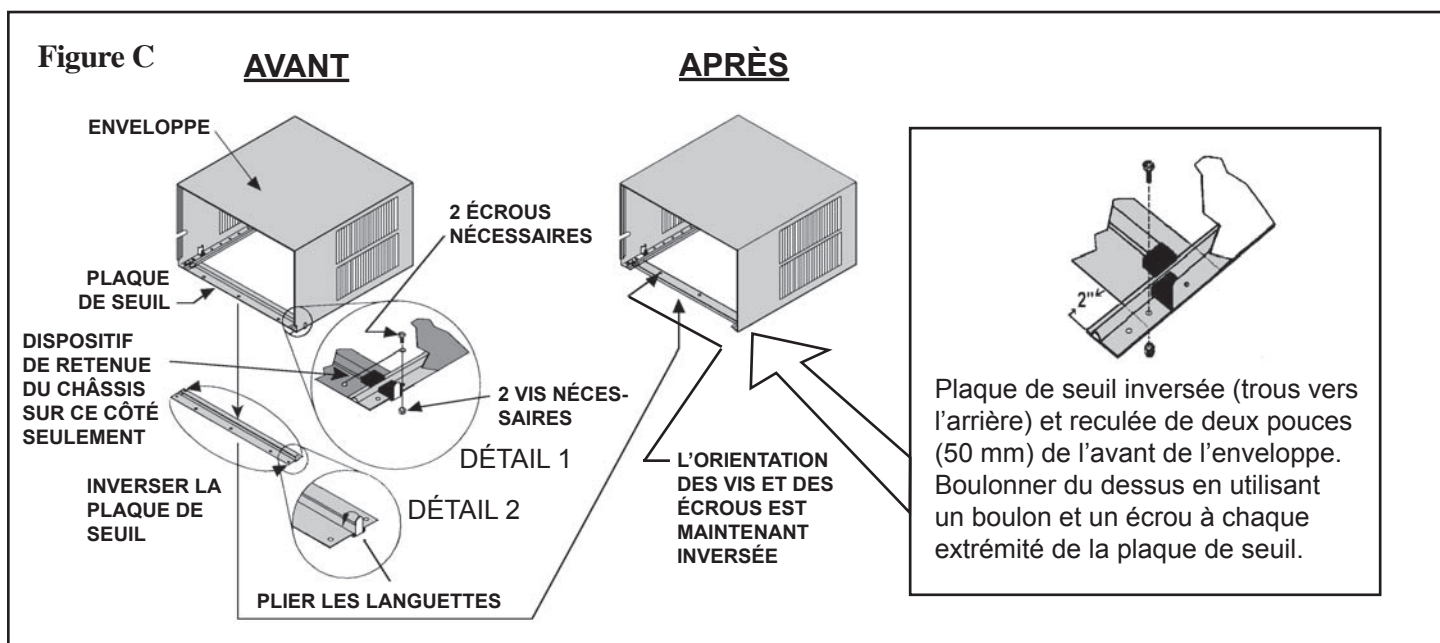 Figure C
AVANT
APRÈS
ENVELOPPE
2 ÉCROUS
NÉCESSAIRES
PLAQUE
DE SEUIL
DISPOSITIF
DE RETENUE
DU CHÂSSIS
SUR CE CÔTÉ
SEULEMENT
2 VIS NÉCES-
SAIRES
DÉTAIL 1
INVERSER LA
PLAQUE DE
SEUIL
DÉTAIL 2
PLIER LES LANGUETTES
L'ORIENTATION
DES VIS ET DES
ÉCROUS EST
MAINTENANT
INVERSÉE
2"
Plaque de seuil inversée (trous vers
l'arrière) et reculée de deux pouces
(50 mm) de l'avant de l'enveloppe.
Boulonner du dessus en utilisant
un boulon et un écrou à chaque
extrémité de la plaque de seuil.